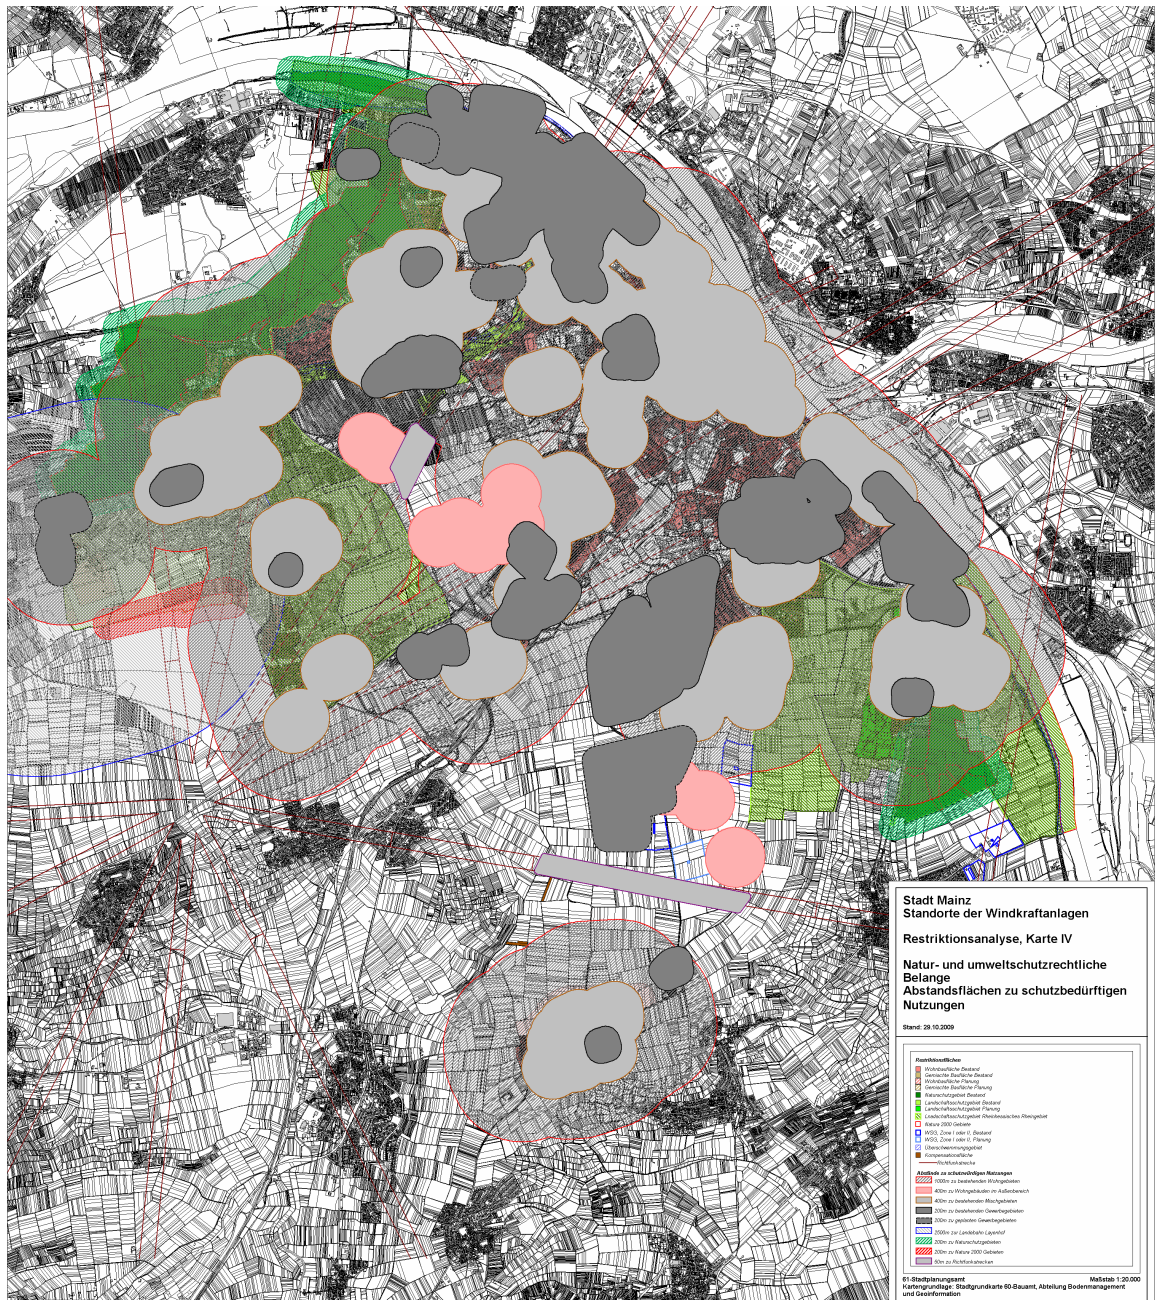 Stadt Mainz
Standorte der Windkraftanlagen
Restriktionsanalyse, Karte IV
Natur- und umweltschutzrechtliche
Belange
Abstandsflächen zu schutzbedürftigen
Nutzungen
Stand: 29.10.2009
Restriktionsflächen
Wohnbaufläche Bestand
Gemischte Baufläche Bestand
Wohnbaufläche Planung
Gemischte Baufläche Planung
Naturschutzgebiet Bestand
Landschaftsschutzgebiet Bestand
Landschaftsschutzgebiet Planung
Landschaftsschutzgebiet Rheinhessisches Rheingebiet
Natura 2000 Gebiete
WSG, Zone I oder II, Bestand
WSG, Zone I oder II, Planung
Überschwemmungsgebiet
Kompensationsfläche
Richtfunkstrecke
Abstände zu schutzwürdigen Nutzungen
1000m zu bestehenden Wohngebieten
400m zu Wohngebäuden im Außenbereich
400m zu bestehenden Mischgebieten
200m zu bestehenden Gewerbegebieten
200m zu geplanten Gewerbegebieten
3500m zur Landebahn Layenhof
200m zu Naturschutzgebieten
200m zu Natura 2000 Gebieten
50m zu Richtfunkstrecken
61-Stadtplanungsamt Maßstab 1:20.000
Kartengrundlage: Stadtgrundkarte 60-Bauamt, Abteilung Bodenmanagement
und Geoinformation